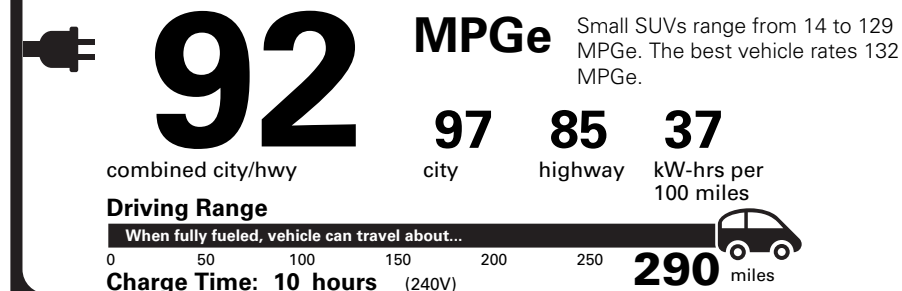 92
MPGe
Small SUVs range from 14 to 129
MPGe. The best vehicle rates 132
MPGe.
97
85
37
combined city/hwy
city
highway
kW-hrs per
100 miles
Driving Range
When fully fueled, vehicle can travel about...
0 50 100 150 200 250 290 miles
Charge Time: 10 hours (240V)